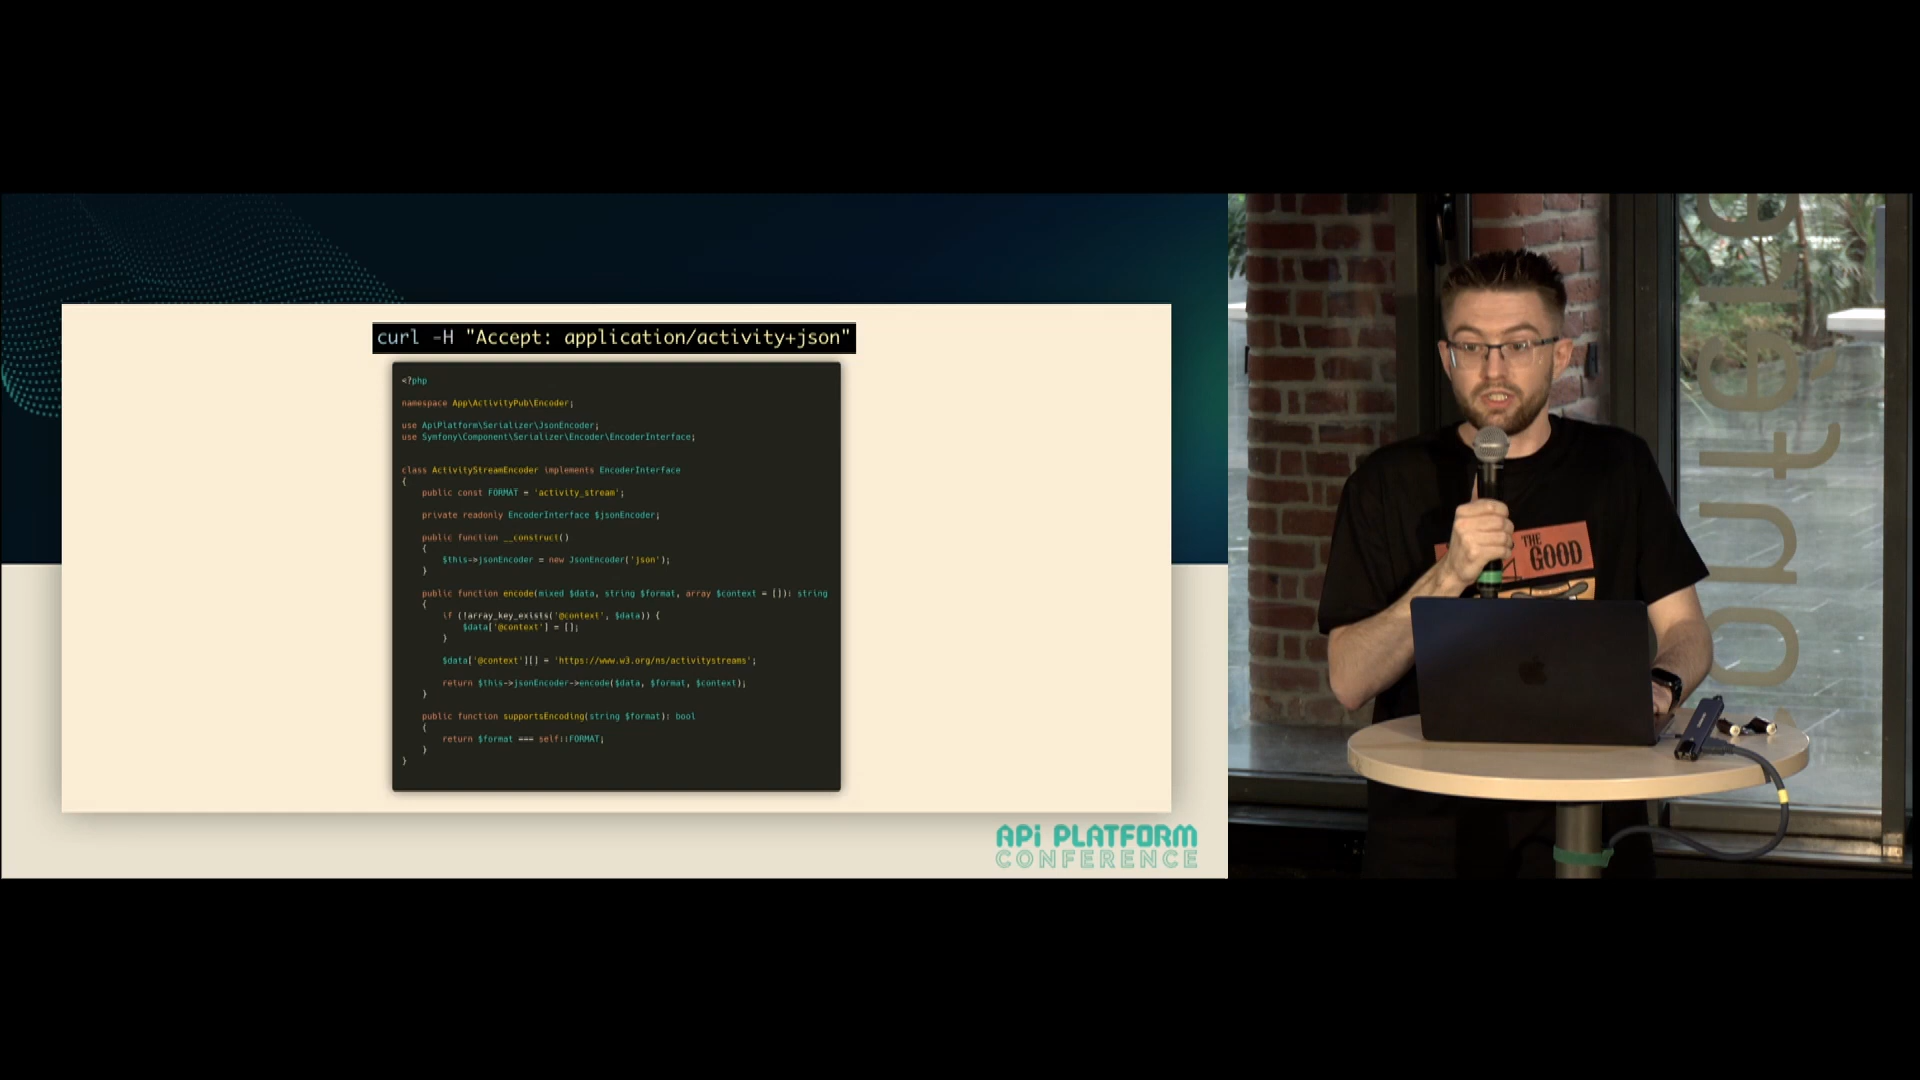 curl -H "Accept: application/activity+json"
<?php
namespace App\ActivityPub\Encoder;
use ApiPlatform\Serializer\JsonEncoder;
use Symfony\Component\Serializer\Encoder\EncoderInterface;
class ActivityStreamEncoder implements EncoderInterface
{
    public const FORMAT = 'activity_stream';
    private readonly EncoderInterface $jsonEncoder;
    public function __construct()
    {
        $this->jsonEncoder = new JsonEncoder('json');
    }
    public function encode(mixed $data, string $format, array $context = []): string
    {
        if (!array_key_exists('@context', $data)) {
            $data['@context'] = [];
        }
        $data['@context'][] = 'https://www.w3.org/ns/activitystreams';
        return $this->jsonEncoder->encode($data, $format, $context);
    }
    public function supportsEncoding(string $format): bool
    {
        return $format === self::FORMAT;
    }
}
APi PLATFORM
CONFERENCE
THE
GOOD